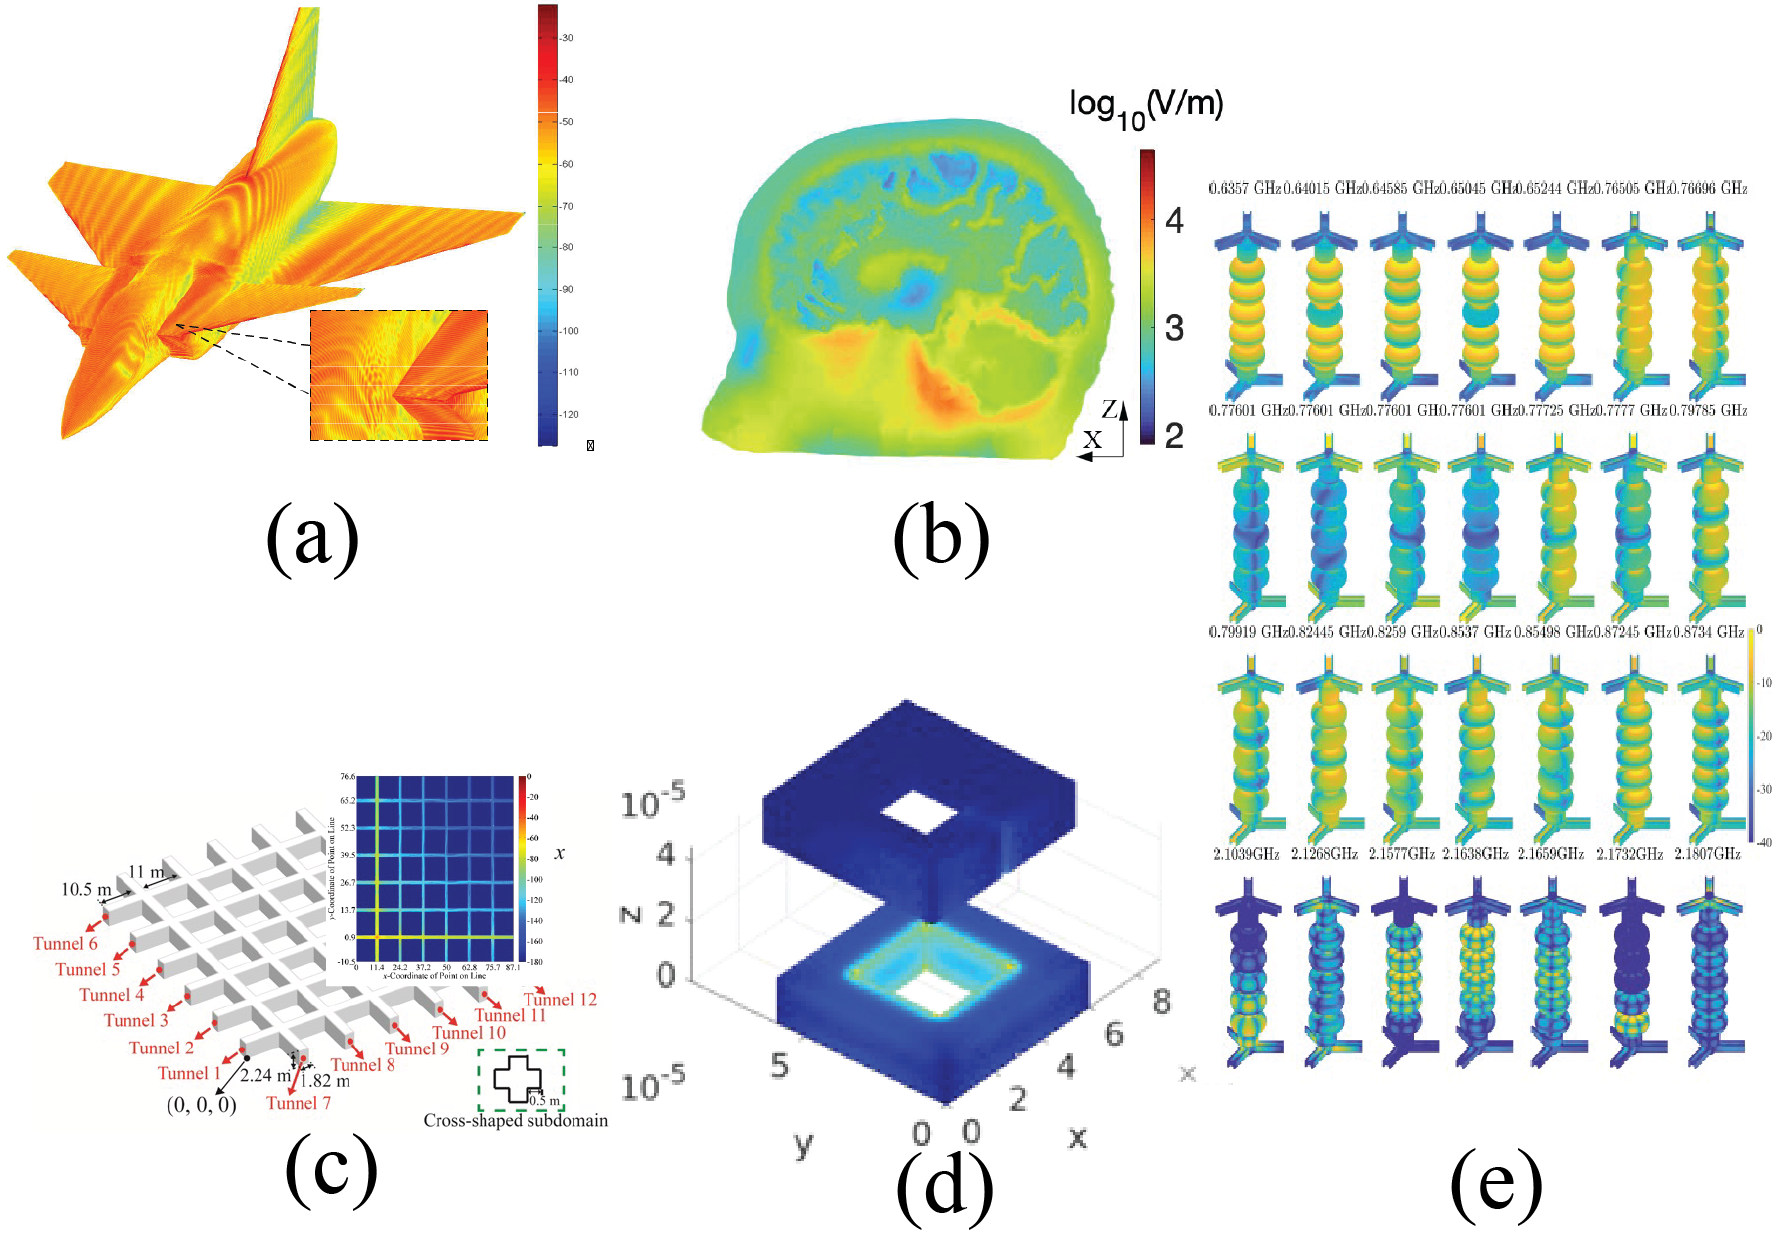 -30
-40
-50
-60
-70
-80
-90
-100
-110
-120
(a)
log10(V/m)
4
3
2
Z
X
(b)
76.6
65.2
52.3
39.5
26.7
13.7
0.9
-10.5
y-Coordinate of Point on Line
0 11.4 24.2 37.2 50 62.8 75.7 87.1
x-Coordinate of Point on Line
0
-20
-40
-60
-80
-100
-120
-140
-160
-180
x
10.5 m
11 m
Tunnel 6
Tunnel 5
Tunnel 4
Tunnel 3
Tunnel 2
Tunnel 1
Tunnel 12
Tunnel 11
Tunnel 10
Tunnel 9
Tunnel 8
Tunnel 7
2.24 m
1.82 m
(0, 0, 0)
0.5 m
Cross-shaped subdomain
(c)
10-5
4
2
0
z
10-5
5
y
0
0
2
4
6
8
x
x
(d)
0.6357 GHz 0.64015 GHz 0.64585 GHz 0.65045 GHz 0.65244 GHz 0.76505 GHz 0.76696 GHz
0.77601 GHz 0.77601 GHz 0.77601 GHz 0.77601 GHz 0.77725 GHz 0.7777 GHz 0.79785 GHz
0.79919 GHz 0.82445 GHz 0.8259 GHz 0.8537 GHz 0.85498 GHz 0.87245 GHz 0.8734 GHz
0
-10
-20
-30
-40
2.1039GHz 2.1268GHz 2.1577GHz 2.1638GHz 2.1659GHz 2.1732GHz 2.1807GHz
(e)